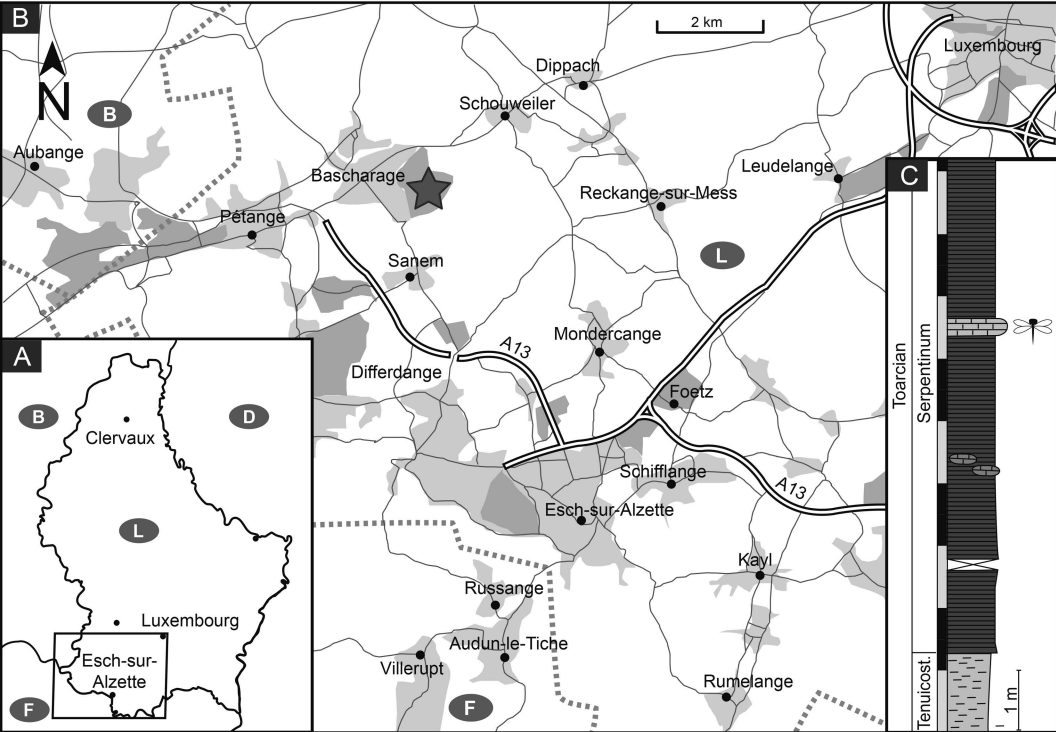 B
N
2 km
Luxembourg
Dippach
Schouweiler
B
Aubange
Bascharage
Leudelange
Reckange-sur-Mess
Pétange
L
Sanem
Mondercange
A13
Differdange
Foetz
Schifflange
A13
Esch-sur-Alzette
Kayl
Russange
Audun-le-Tiche
Villerupt
Rumelange
F
A
B
D
Clervaux
L
Luxembourg
Esch-sur-
Alzette
F
C
Toarcian
Serpentinum
Tenuicost.
1 m